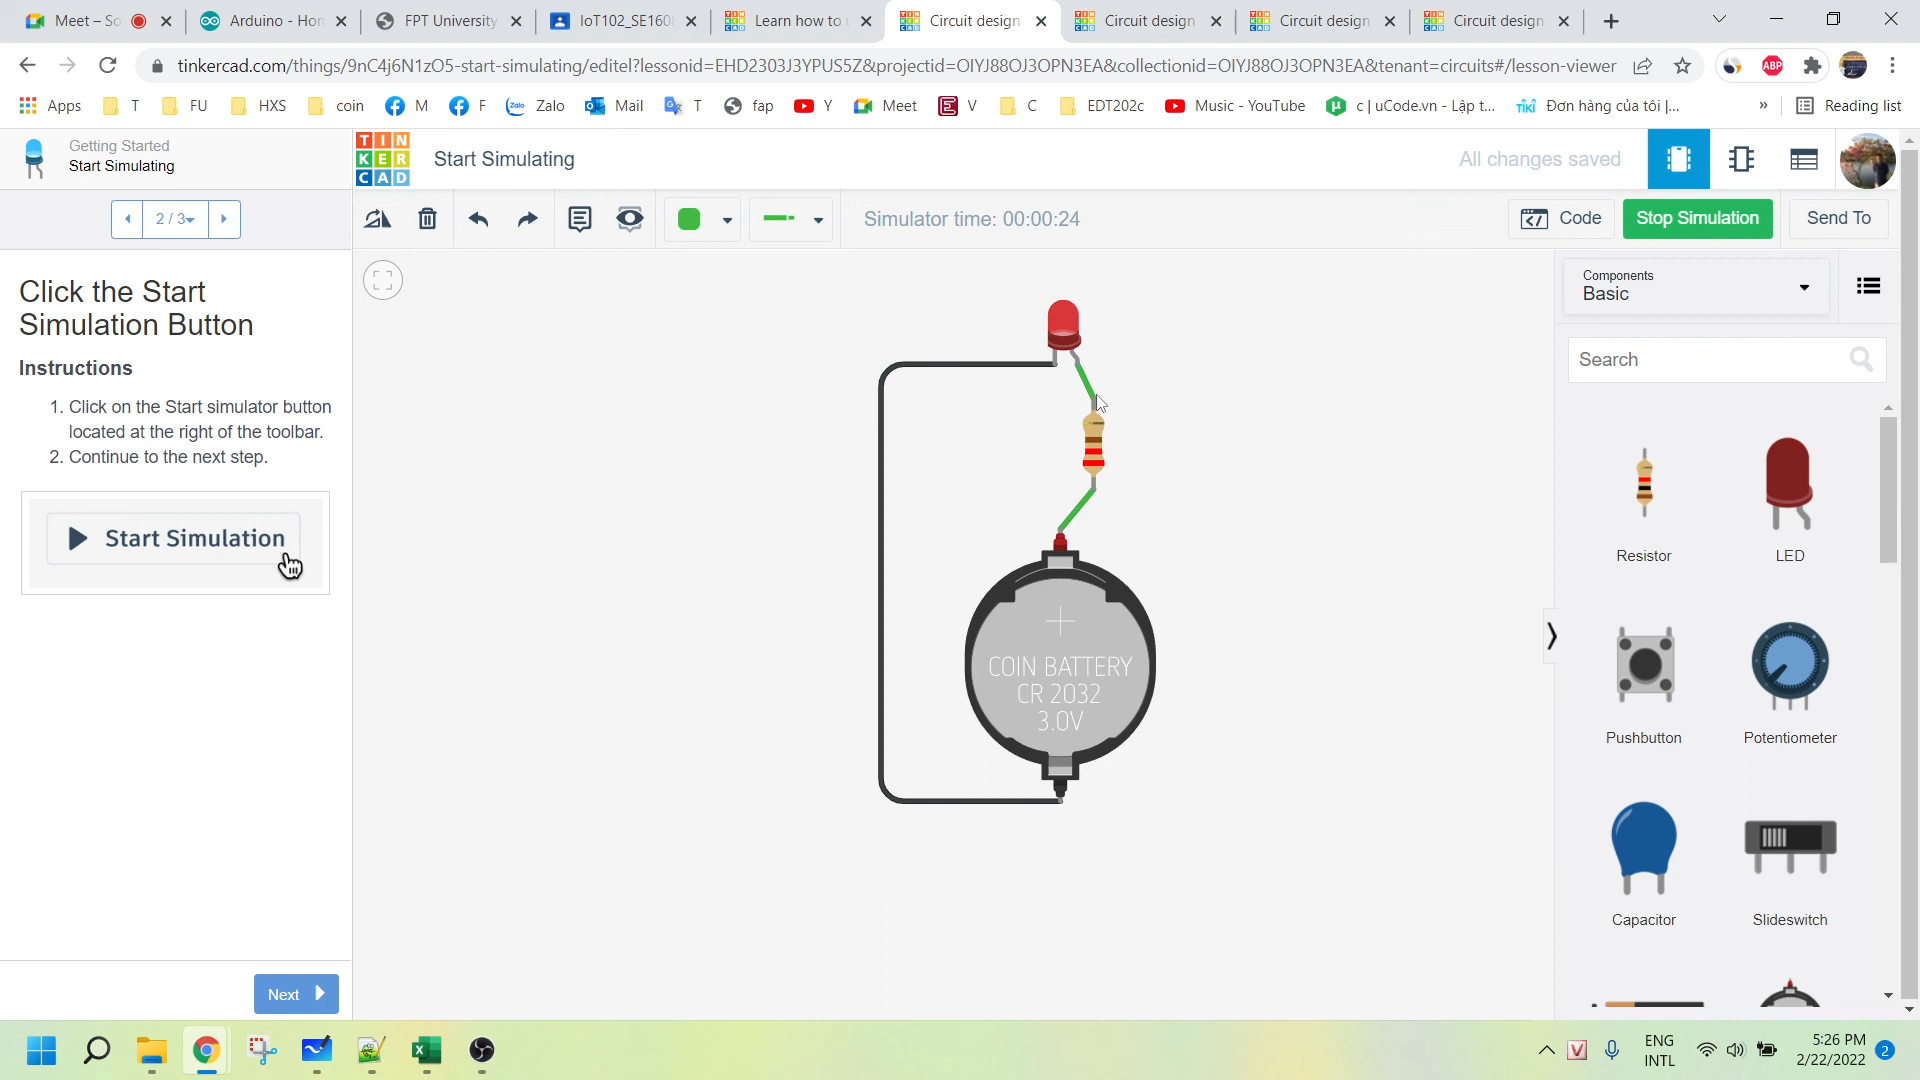 Meet – So
Arduino - Hon
FPT University
IoT102_SE160
Learn how to
Circuit design
Circuit design
Circuit design
Circuit design
tinkercad.com/things/9nC4j6N1zO5-start-simulating/editel?lessonid=EHD2303J3YPUS5Z&projectid=OIYJ88OJ3OPN3EA&collectionid=OIYJ88OJ3OPN3EA&tenant=circuits#/lesson-viewer
ABP
Apps
T
FU
HXS
coin
M
F
Zalo
Zalo
Mail
T
fap
Y
Meet
V
C
EDT202c
Music - YouTube
c | uCode.vn - Lập t...
TIKI
Đơn hàng của tôi |...
»
Reading list
Getting Started
Start Simulating
TIN
KER
CAD
Start Simulating
All changes saved
2 / 3
Simulator time: 00:00:24
Code
Stop Simulation
Send To
Click the Start
Simulation Button
Instructions
1. Click on the Start simulator button
located at the right of the toolbar.
2. Continue to the next step.
Start Simulation
Next
COIN BATTERY
CR 2032
3.0V
Components
Basic
Search
Resistor
LED
Pushbutton
Potentiometer
Capacitor
Slideswitch
V
ENG
INTL
5:26 PM
2/22/2022
2